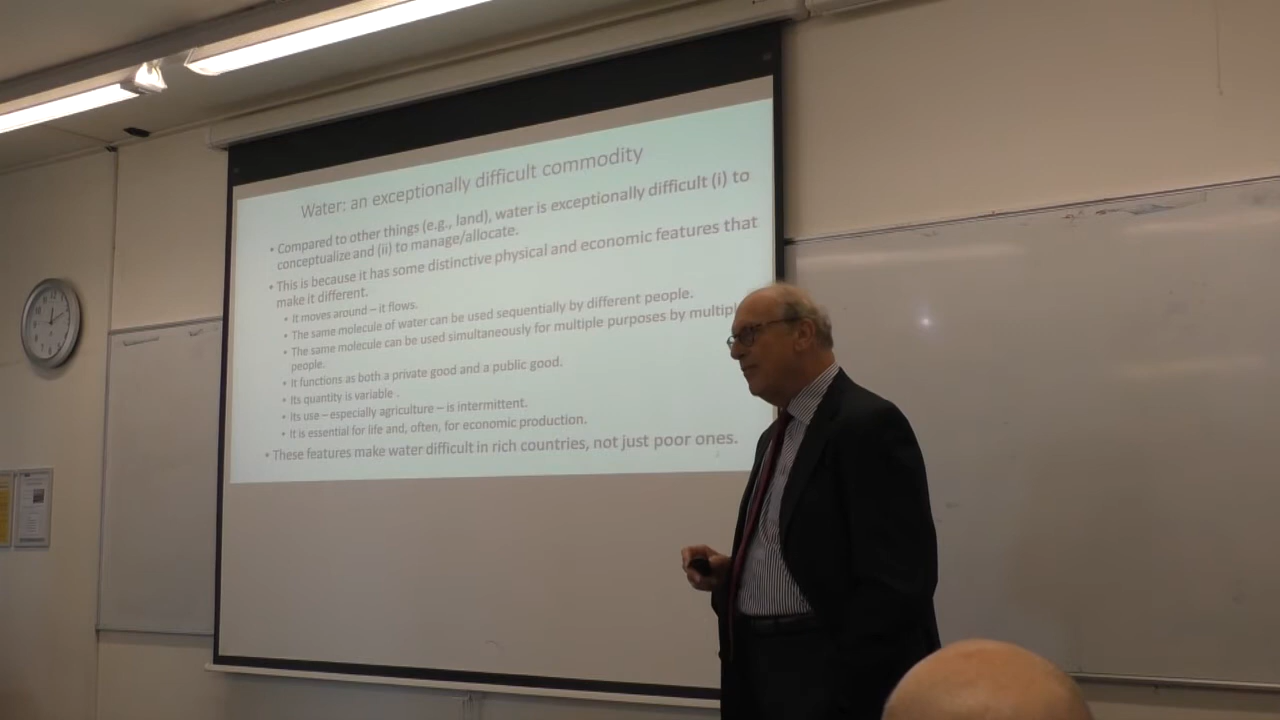 Water: an exceptionally difficult commodity
• Compared to other things (e.g., land), water is exceptionally difficult (i) to
conceptualize and (ii) to manage/allocate.
• This is because it has some distinctive physical and economic features that
make it different.
• It moves around – it flows.
• The same molecule of water can be used sequentially by different people.
• The same molecule can be used simultaneously for multiple purposes by multipl
people.
• It functions as both a private good and a public good.
• Its quantity is variable .
• its use – especially agriculture – is intermittent.
• It is essential for life and, often, for economic production.
• These features make water difficult in rich countries, not just poor ones.